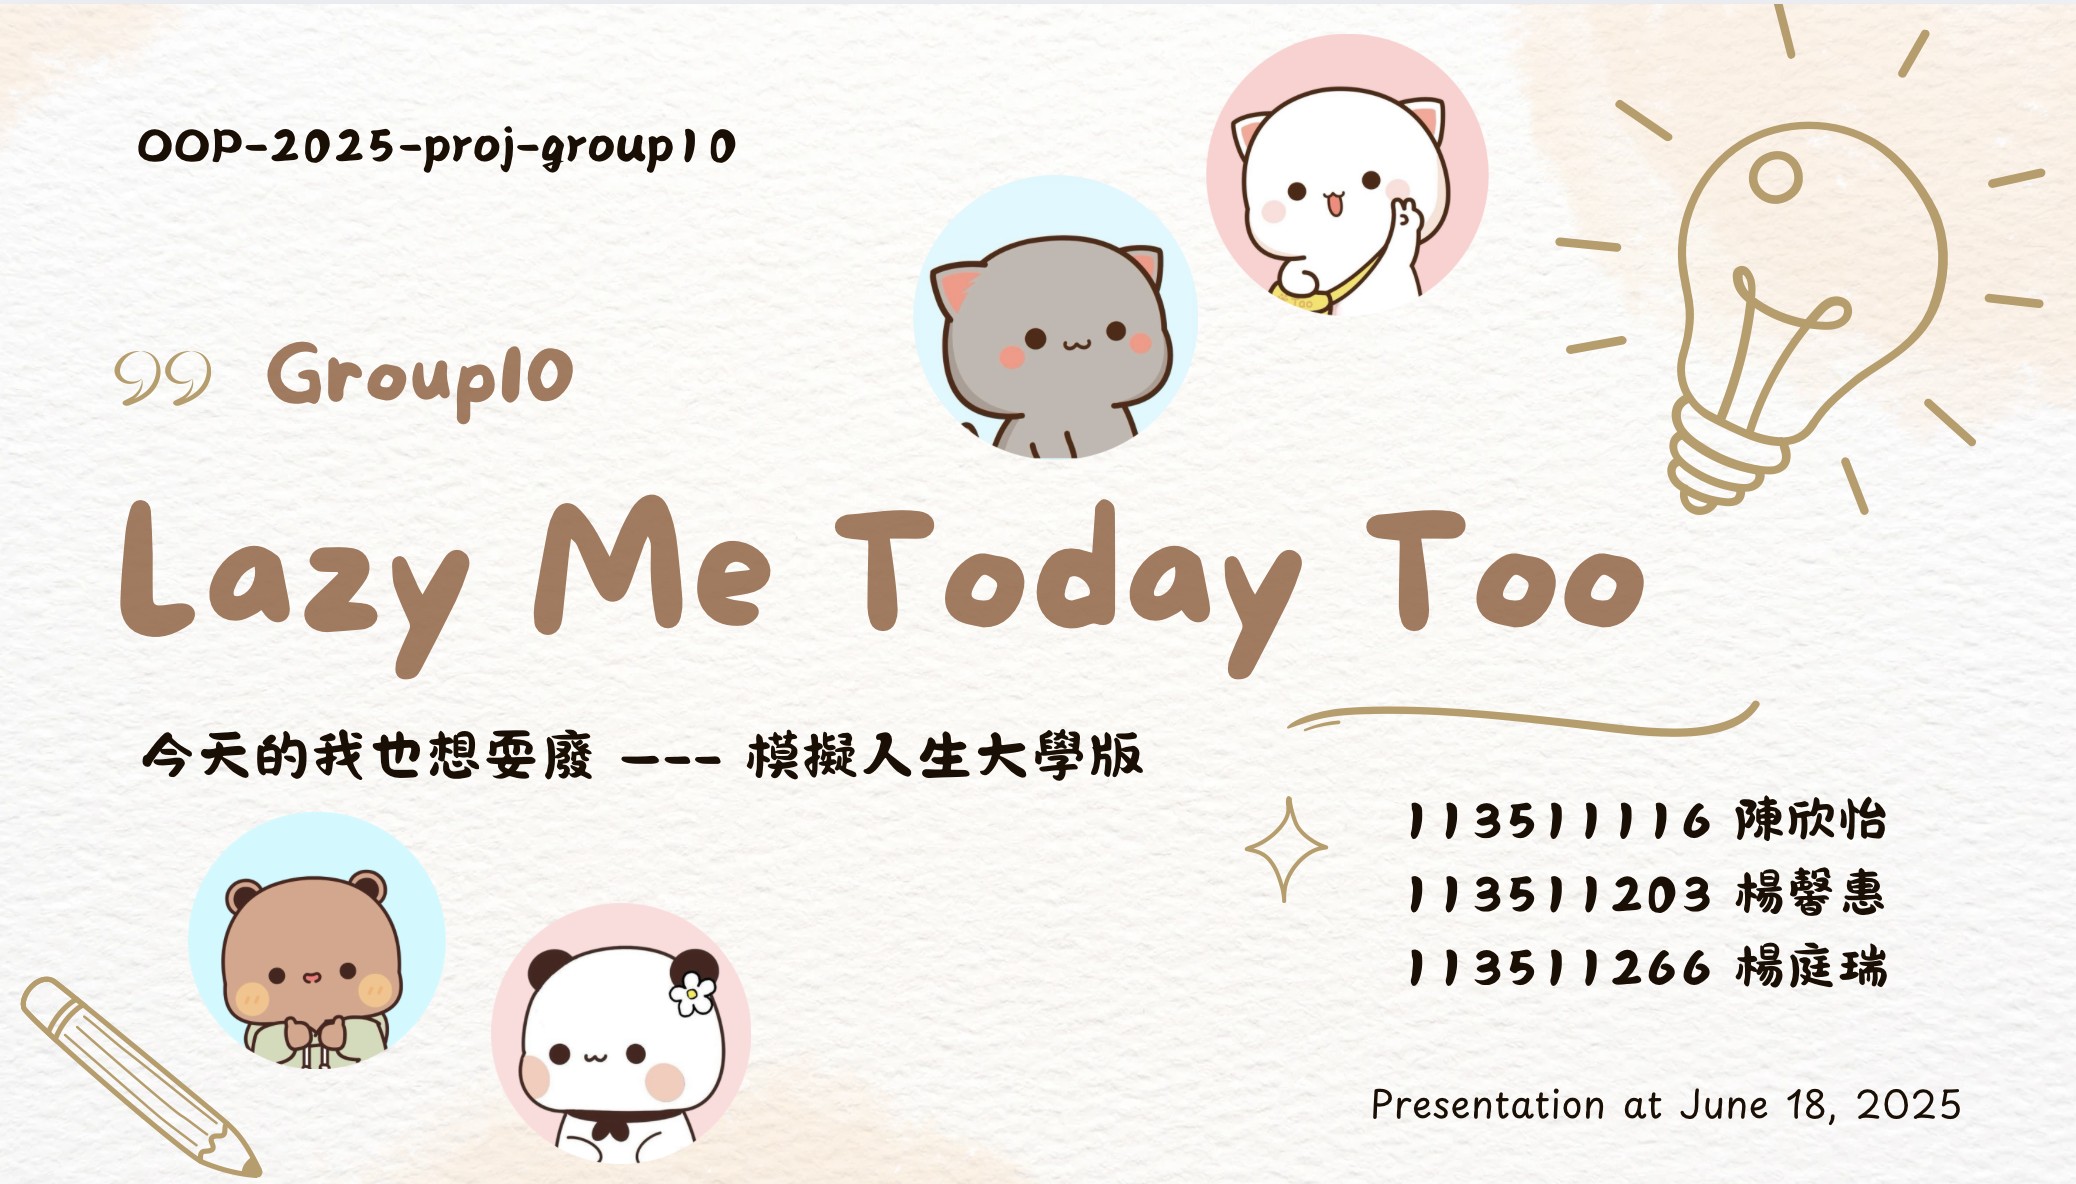 OOP-2025-proj-group10
Group10
Lazy Me Today Too
今天的我也想耍廢 --- 模擬人生大學版
113511116 陳欣怡
113511203 楊馨惠
113511266 楊庭瑞
Presentation at June 18, 2025